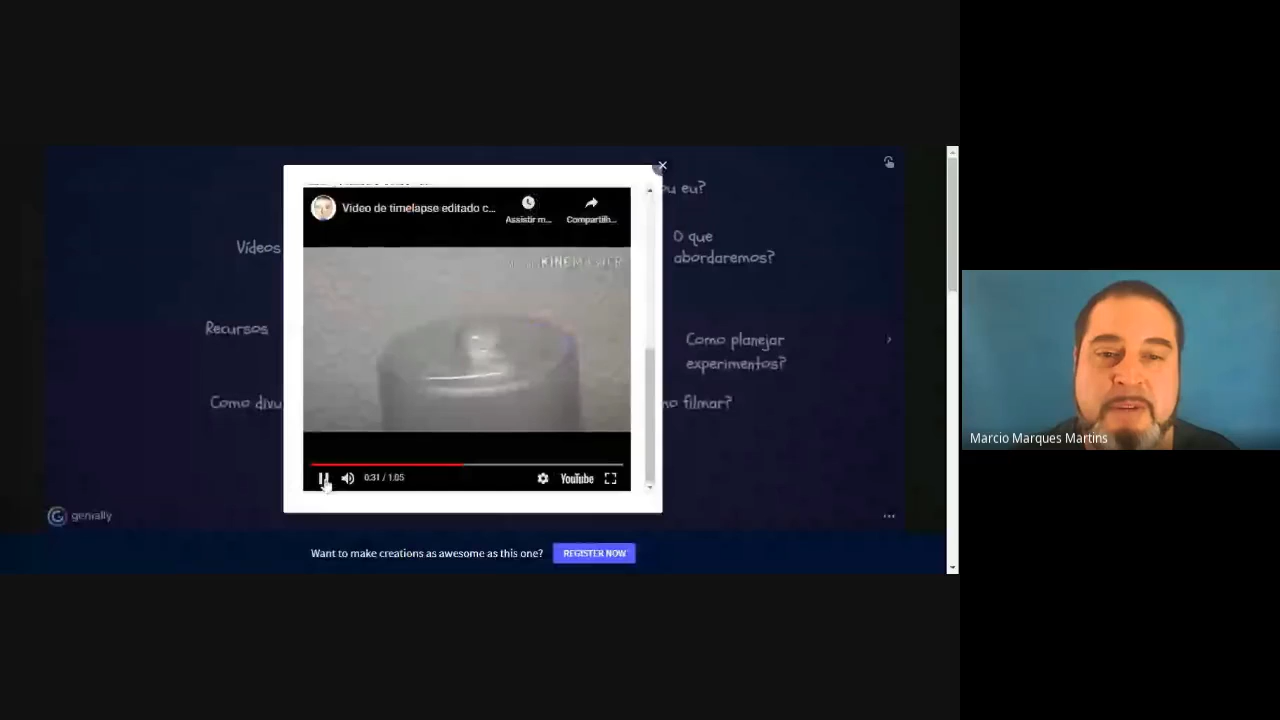 ou eu?
Vídeo de timelapse editado c...
Assistir m...
Compartilh...
Vídeos
O que
abordaremos?
KINEMASTER
Recursos
Como planejar
experimentos?
Como divu
no filmar?
Marcio Marques Martins
0:31 / 1:05
YouTube
genially
Want to make creations as awesome as this one?
REGISTER NOW